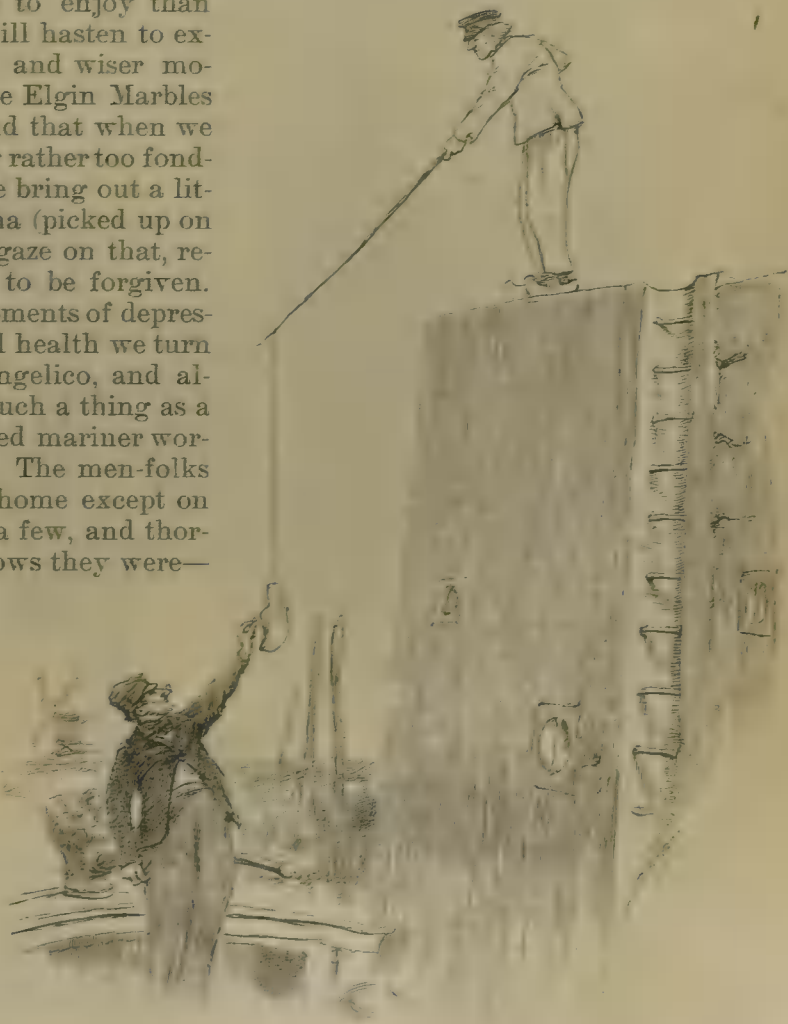 to enjoy than
ill hasten to ex-
and wiser mo-
e Elgin Marbles
d that when we
rather too fond-
e bring out a lit-
na (picked up on
gaze on that, re-
to be forgiven.
ments of depres-
l health we turn
ngelico, and al-
uch a thing as a
ed mariner wor-
The men-folks
home except on
a few, and thor-
ows they were—